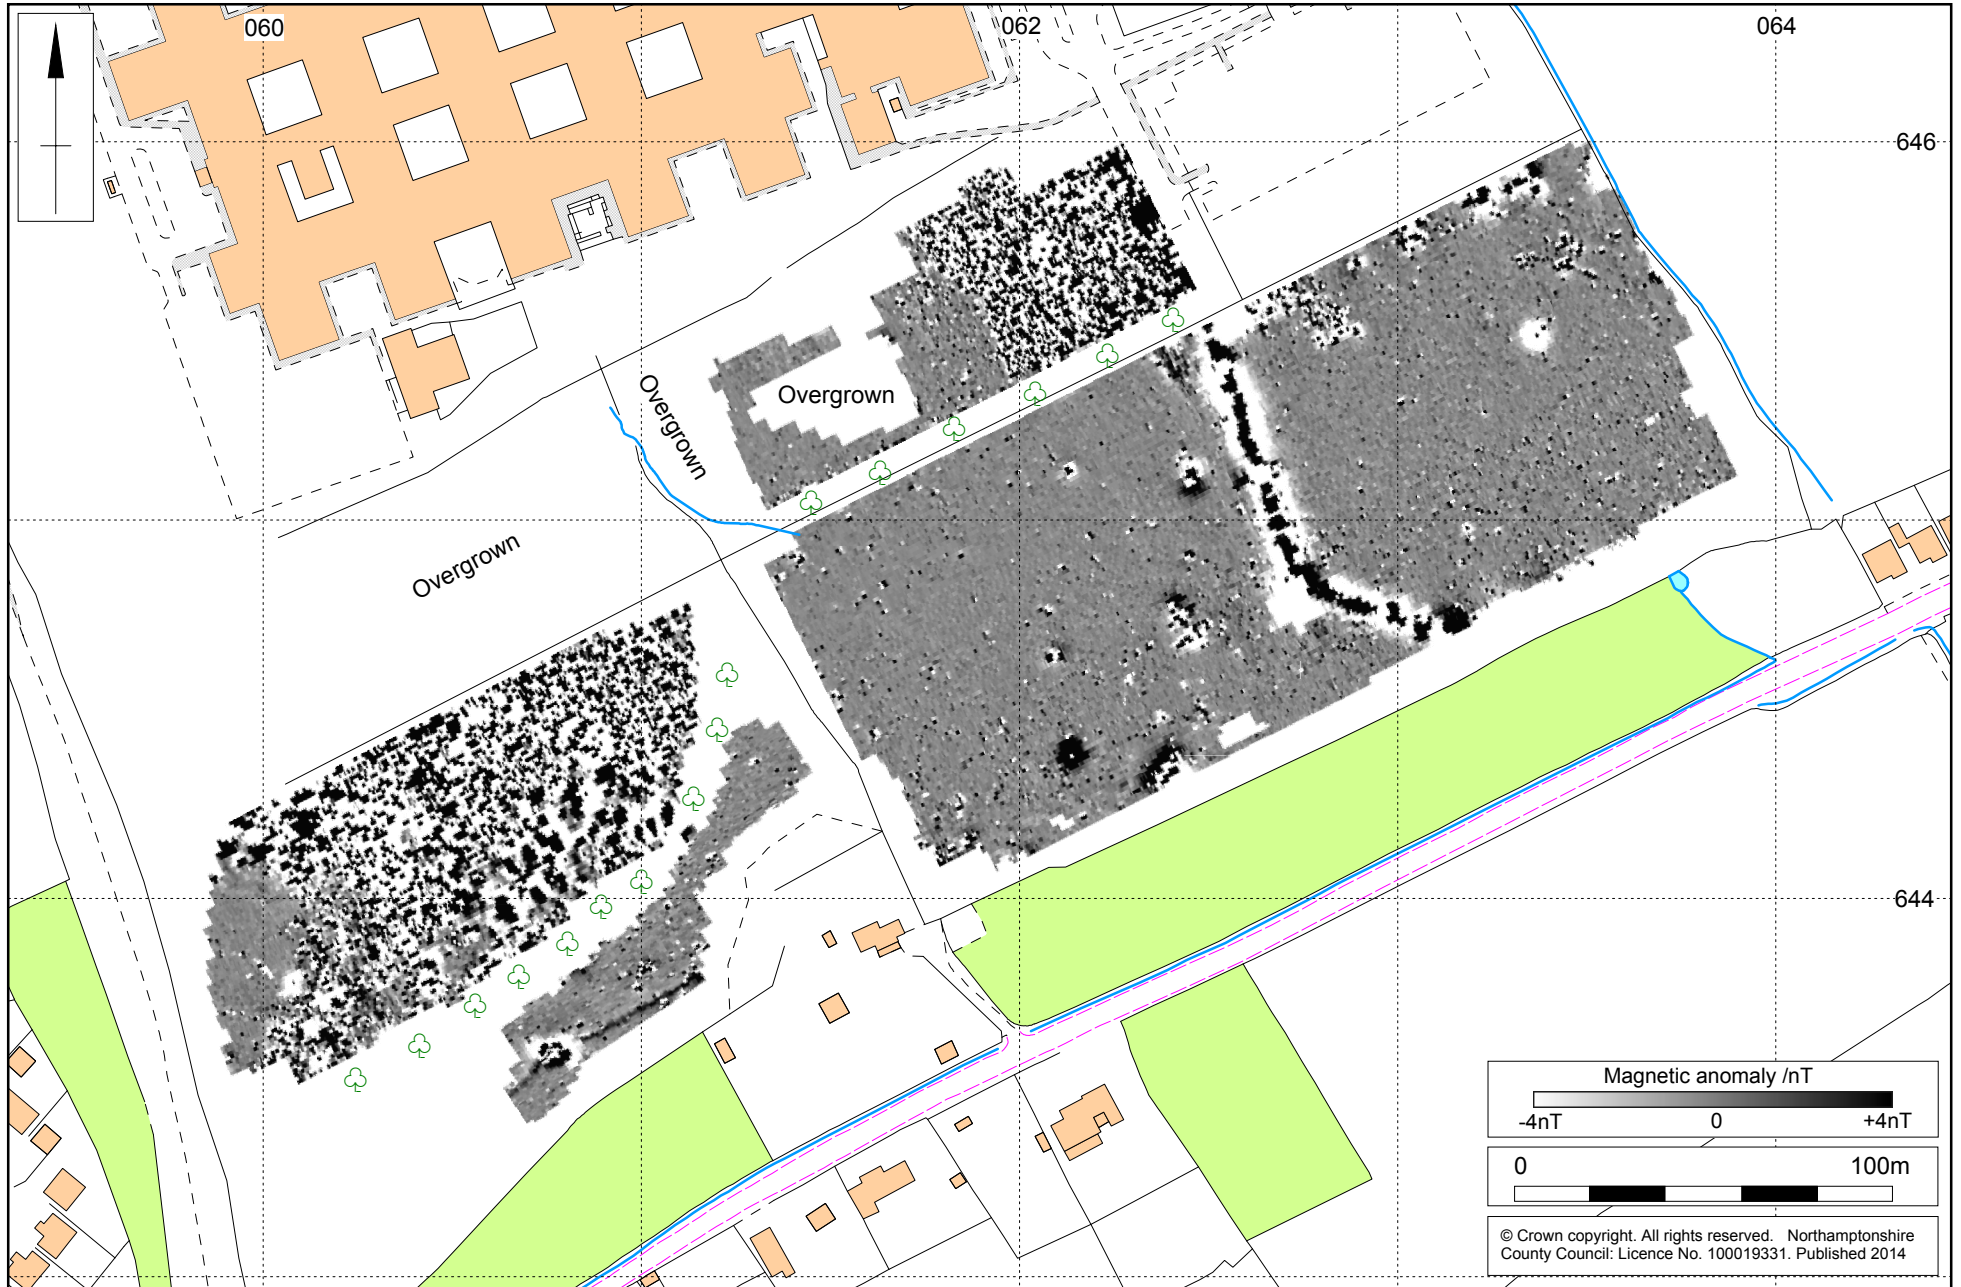 060
062
064
646
Overgrown
Overgrown
Overgrown
644
Magnetic anomaly /nT
-4nT 0 +4nT
0 100m
© Crown copyright. All rights reserved. Northamptonshire
County Council: Licence No. 100019331. Published 2014